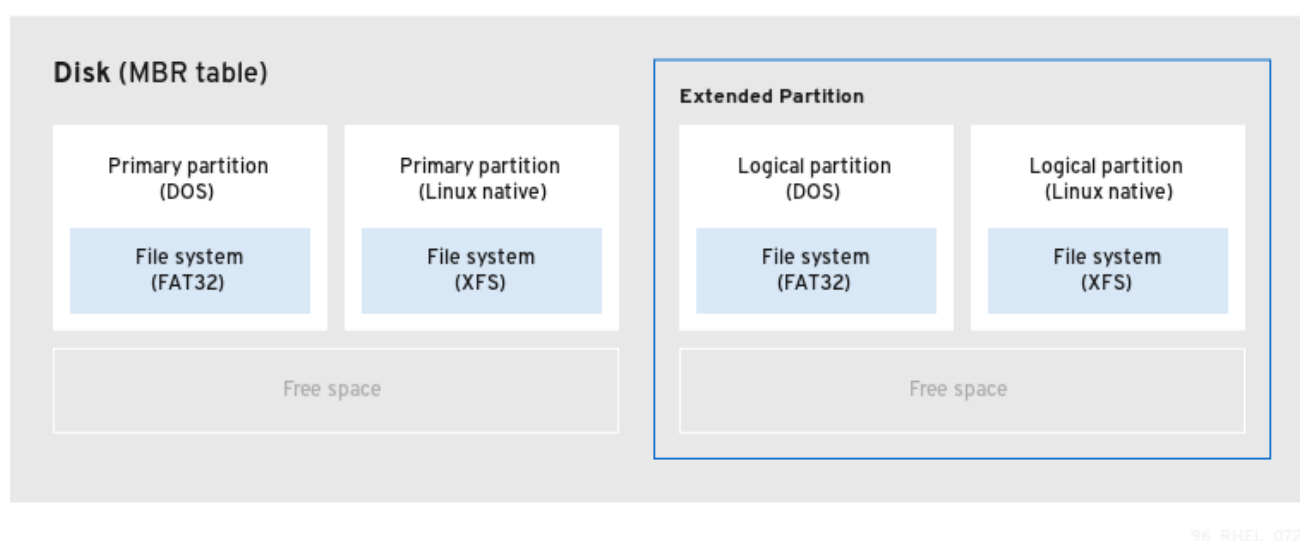 Disk (MBR table)
Primary partition
(DOS)
File system
(FAT32)
Primary partition
(Linux native)
File system
(XFS)
Free space
Extended Partition
Logical partition
(DOS)
File system
(FAT32)
Logical partition
(Linux native)
File system
(XFS)
Free space
96_RHEL_072